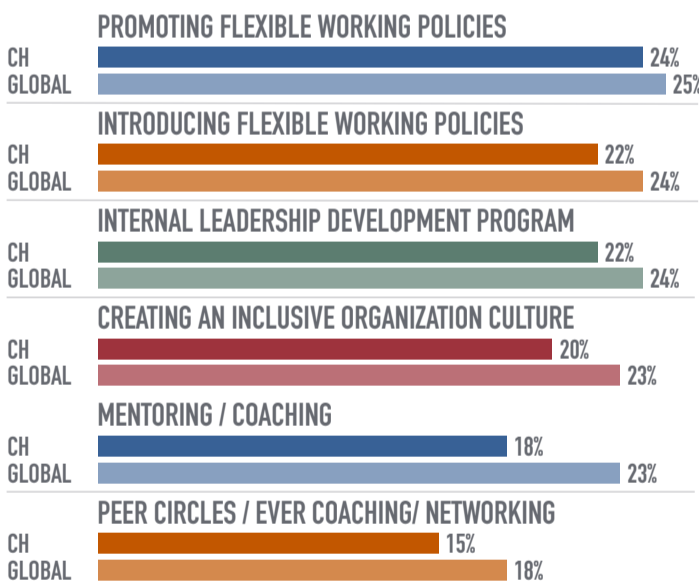 PROMOTING FLEXIBLE WORKING POLICIES
CH 24%
GLOBAL 25%
INTRODUCING FLEXIBLE WORKING POLICIES
CH 22%
GLOBAL 24%
INTERNAL LEADERSHIP DEVELOPMENT PROGRAM
CH 22%
GLOBAL 24%
CREATING AN INCLUSIVE ORGANIZATION CULTURE
CH 20%
GLOBAL 23%
MENTORING / COACHING
CH 18%
GLOBAL 23%
PEER CIRCLES / EVER COACHING/ NETWORKING
CH 15%
GLOBAL 18%